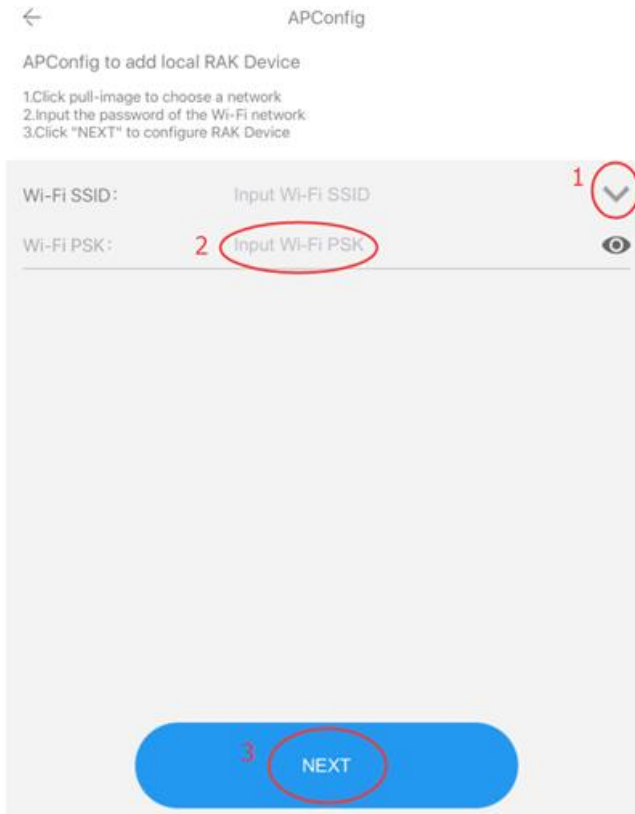 APConfig
APConfig to add local RAK Device
1.Click pull-image to choose a network
2.Input the password of the Wi-Fi network
3.Click "NEXT" to configure RAK Device
Wi-Fi SSID: Input Wi-Fi SSID 1
Wi-Fi PSK: 2 Input Wi-Fi PSK
3 NEXT